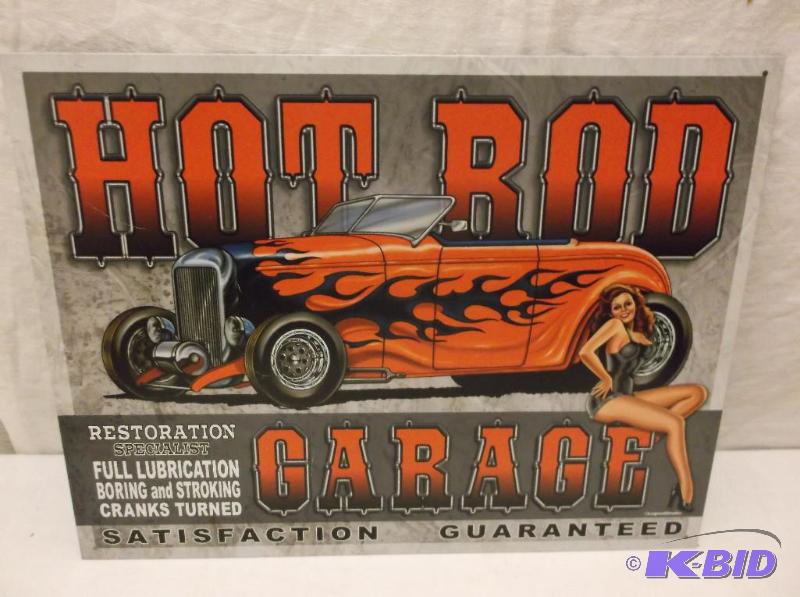 HOT ROD
GARAGE
RESTORATION
SPECIALIST
FULL LUBRICATION
BORING and STROKING
CRANKS TURNED
SATISFACTION GUARANTEED
© K-BID